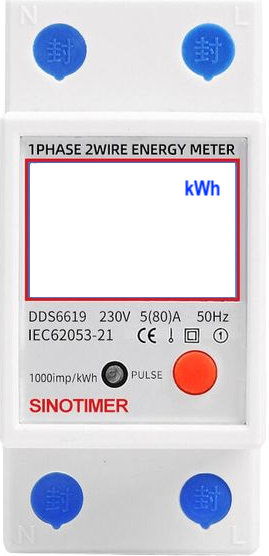 N L
封 封
1PHASE 2WIRE ENERGY METER
kWh
DDS6619 230V 5(80)A 50Hz
IEC62053-21 CE 1
1000imp/kWh PULSE
SINOTIMER
封 封
N L